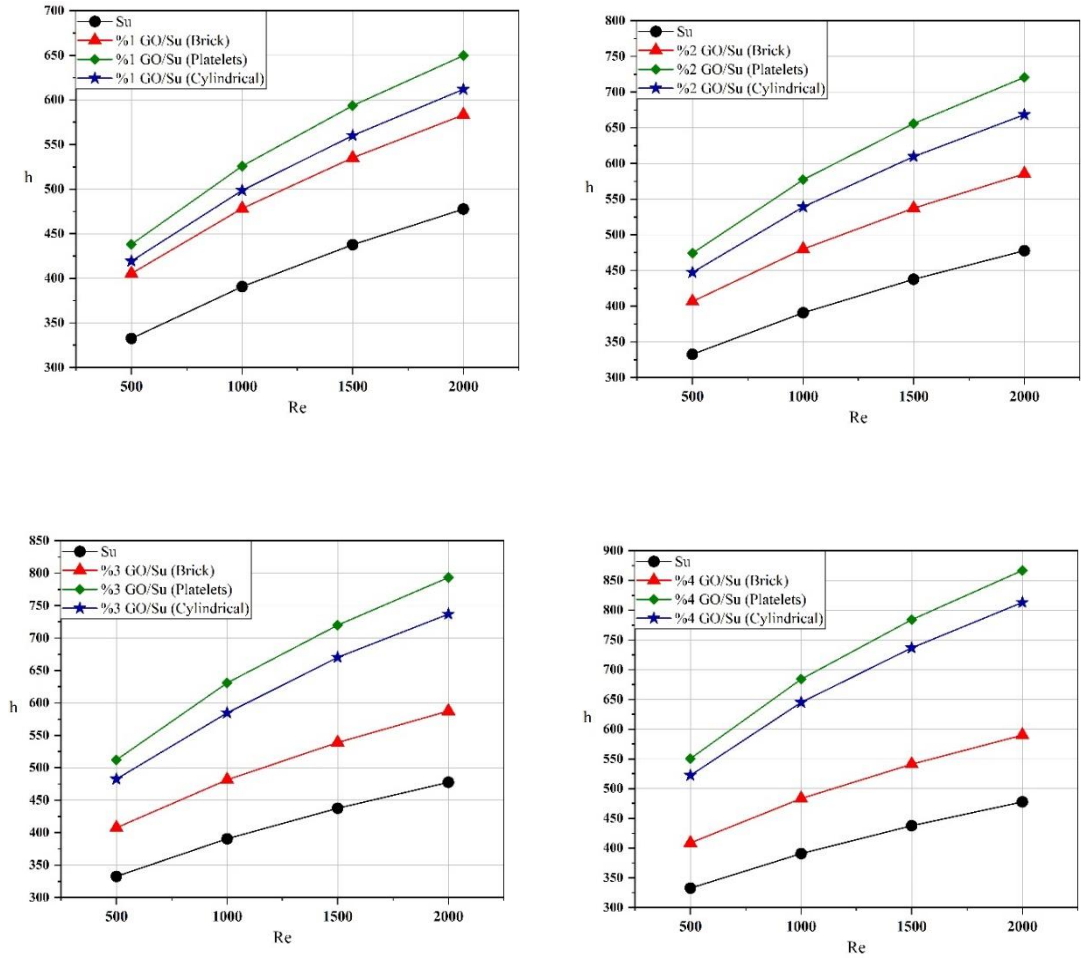 Su
%1 GO/Su (Brick)
%1 GO/Su (Platelets)
%1 GO/Su (Cylindrical)
700
650
600
550
500
450
400
350
300
h
500 1000 1500 2000
Re
Su
%2 GO/Su (Brick)
%2 GO/Su (Platelets)
%2 GO/Su (Cylindrical)
800
750
700
650
600
550
500
450
400
350
300
h
500 1000 1500 2000
Re
Su
%3 GO/Su (Brick)
%3 GO/Su (Platelets)
%3 GO/Su (Cylindrical)
850
800
750
700
650
600
550
500
450
400
350
300
h
500 1000 1500 2000
Re
Su
%4 GO/Su (Brick)
%4 GO/Su (Platelets)
%4 GO/Su (Cylindrical)
900
850
800
750
700
650
600
550
500
450
400
350
300
h
500 1000 1500 2000
Re